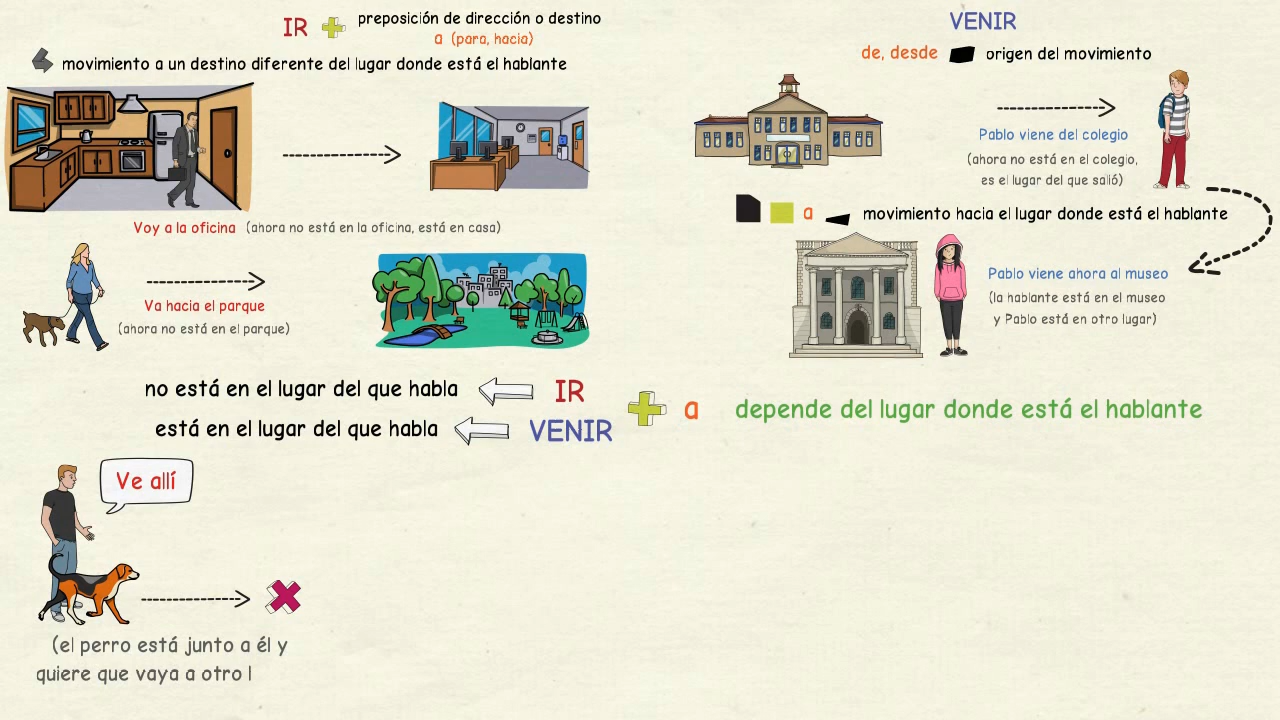 IR
preposición de dirección o destino
a (para, hacia)
movimiento a un destino diferente del lugar donde está el hablante
Voy a la oficina (ahora no está en la oficina, está en casa)
Va hacia el parque
(ahora no está en el parque)
VENIR
de, desde origen del movimiento
Pablo viene del colegio
(ahora no está en el colegio,
es el lugar del que salió)
a movimiento hacia el lugar donde está el hablante
Pablo viene ahora al museo
(la hablante está en el museo
y Pablo está en otro lugar)
no está en el lugar del que habla IR
está en el lugar del que habla VENIR
a depende del lugar donde está el hablante
Ve allí
(el perro está junto a él y
quiere que vaya a otro l